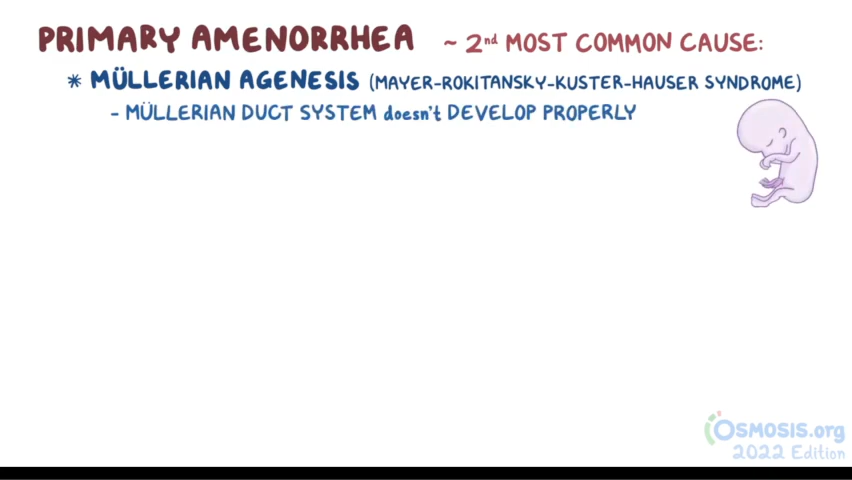 PRIMARY AMENORRHEA ~ 2nd MOST COMMON CAUSE:
* MÜLLERIAN AGENESIS (MAYER-ROKITANSKY-KUSTER-HAUSER SYNDROME)
- MÜLLERIAN DUCT SYSTEM doesn't DEVELOP PROPERLY
OSMOSIS.org
2022 Edition